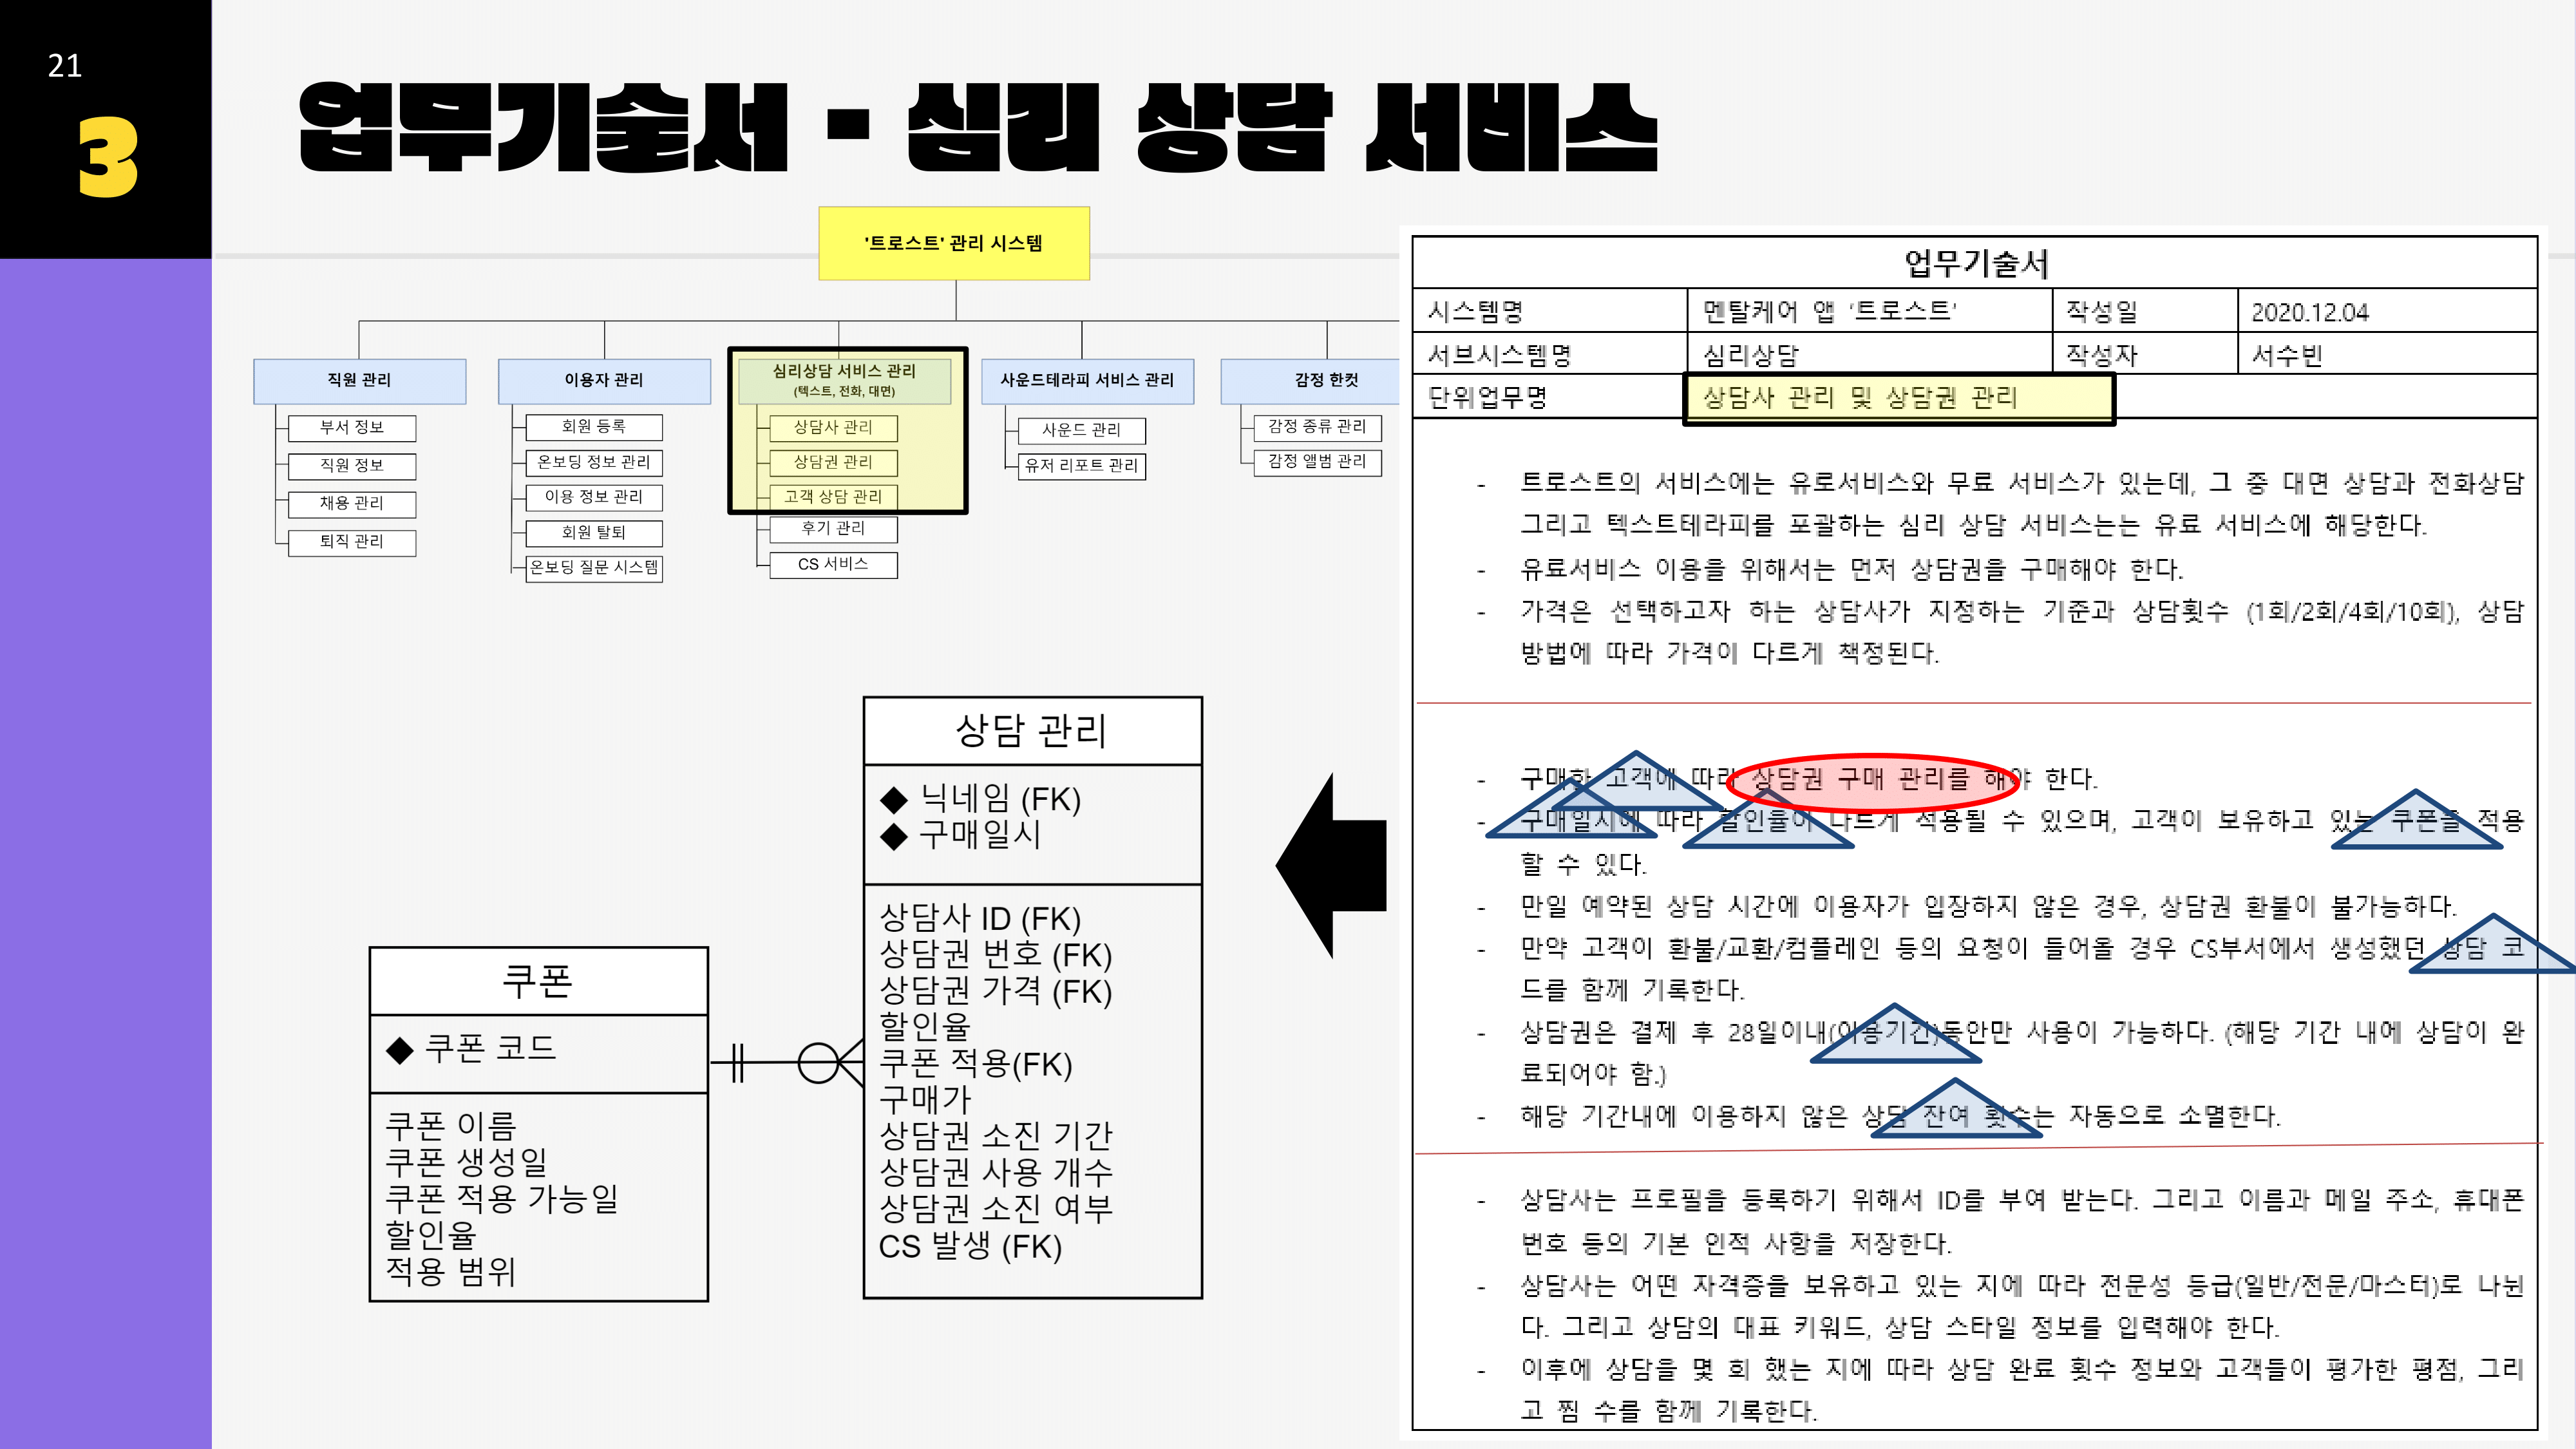 21
3
업무기술서 - 심리 상담 서비스
'트로스트' 관리 시스템
직원 관리
부서 정보
직원 정보
채용 관리
퇴직 관리
이용자 관리
회원 등록
온보딩 정보 관리
이용 정보 관리
회원 탈퇴
온보딩 질문 시스템
심리상담 서비스 관리
(텍스트, 전화, 대면)
상담사 관리
상담권 관리
고객 상담 관리
후기 관리
CS 서비스
사운드테라피 서비스 관리
사운드 관리
유저 리포트 관리
감정 한컷
감정 종류 관리
감정 앨범 관리
쿠폰
◆ 쿠폰 코드
쿠폰 이름
쿠폰 생성일
쿠폰 적용 가능일
할인율
적용 범위
상담 관리
◆ 닉네임 (FK)
◆ 구매일시
상담사 ID (FK)
상담권 번호 (FK)
상담권 가격 (FK)
할인율
쿠폰 적용(FK)
구매가
상담권 소진 기간
상담권 사용 개수
상담권 소진 여부
CS 발생 (FK)
업무기술서
시스템명 멘탈케어 앱 '트로스트' 작성일 2020.12.04
서브시스템명 심리상담 작성자 서수빈
단위업무명 상담사 관리 및 상담권 관리
- 트로스트의 서비스에는 유로서비스와 무료 서비스가 있는데, 그 중 대면 상담과 전화상담
그리고 텍스트테라피를 포괄하는 심리 상담 서비스는는 유료 서비스에 해당한다.
- 유료서비스 이용을 위해서는 먼저 상담권을 구매해야 한다.
- 가격은 선택하고자 하는 상담사가 지정하는 기준과 상담횟수 (1회/2회/4회/10회), 상담
방법에 따라 가격이 다르게 책정된다.
- 구매한 고객에 따라 상담권 구매 관리를 해야 한다.
- 구매일시에 따라 할인율이 다르게 적용될 수 있으며, 고객이 보유하고 있는 쿠폰을 적용
할 수 있다.
- 만일 예약된 상담 시간에 이용자가 입장하지 않은 경우, 상담권 환불이 불가능하다.
- 만약 고객이 환불/교환/컴플레인 등의 요청이 들어올 경우 CS부서에서 생성했던 상담 코
드를 함께 기록한다.
- 상담권은 결제 후 28일이내(이용기간)동안만 사용이 가능하다. (해당 기간 내에 상담이 완
료되어야 함.)
- 해당 기간내에 이용하지 않은 상담 잔여 횟수는 자동으로 소멸한다.
- 상담사는 프로필을 등록하기 위해서 ID를 부여 받는다. 그리고 이름과 메일 주소, 휴대폰
번호 등의 기본 인적 사항을 저장한다.
- 상담사는 어떤 자격증을 보유하고 있는 지에 따라 전문성 등급(일반/전문/마스터)로 나뉜
다. 그리고 상담의 대표 키워드, 상담 스타일 정보를 입력해야 한다.
- 이후에 상담을 몇 회 했는 지에 따라 상담 완료 횟수 정보와 고객들이 평가한 평점, 그리
고 찜 수를 함께 기록한다.